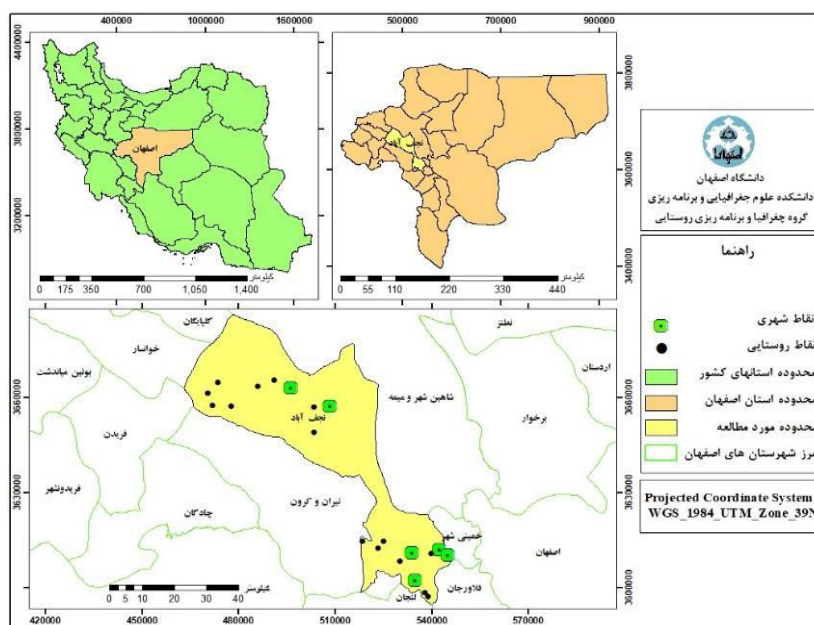 400000 1000000 1600000
500000 700000 900000
4400000
3800000
3200000
3800000
3600000
3400000
اصفهان
نجف آباد
کیلومتر
0 175 350 700 1,050 1,400
کیلومتر
0 55 110 220 330 440
اصفهان
دانشگاه اصفهان
دانشکده علوم جغرافیایی و برنامه ریزی
گروه جغرافیا و برنامه ریزی روستایی
راهنما
نقاط شهری
نقاط روستایی
محدوده استانهای کشور
محدوده استان اصفهان
محدوده مورد مطالعه
مرز شهرستان های اصفهان
Projected Coordinate System
WGS_1984_UTM_Zone_39N
گلپایگان
خوانسار
بوئین میاندشت
فریدن
فریدونشهر
چادگان
تیران و کرون
نجف آباد
شاهین شهر و میمه
نطنز
اردستان
برخوار
خمینی شهر
اصفهان
فلاورجان
لنجان
3660000
3630000
3600000
3660000
3630000
3600000
کیلومتر
0 5 10 20 30 40
420000 450000 480000 510000 540000 570000